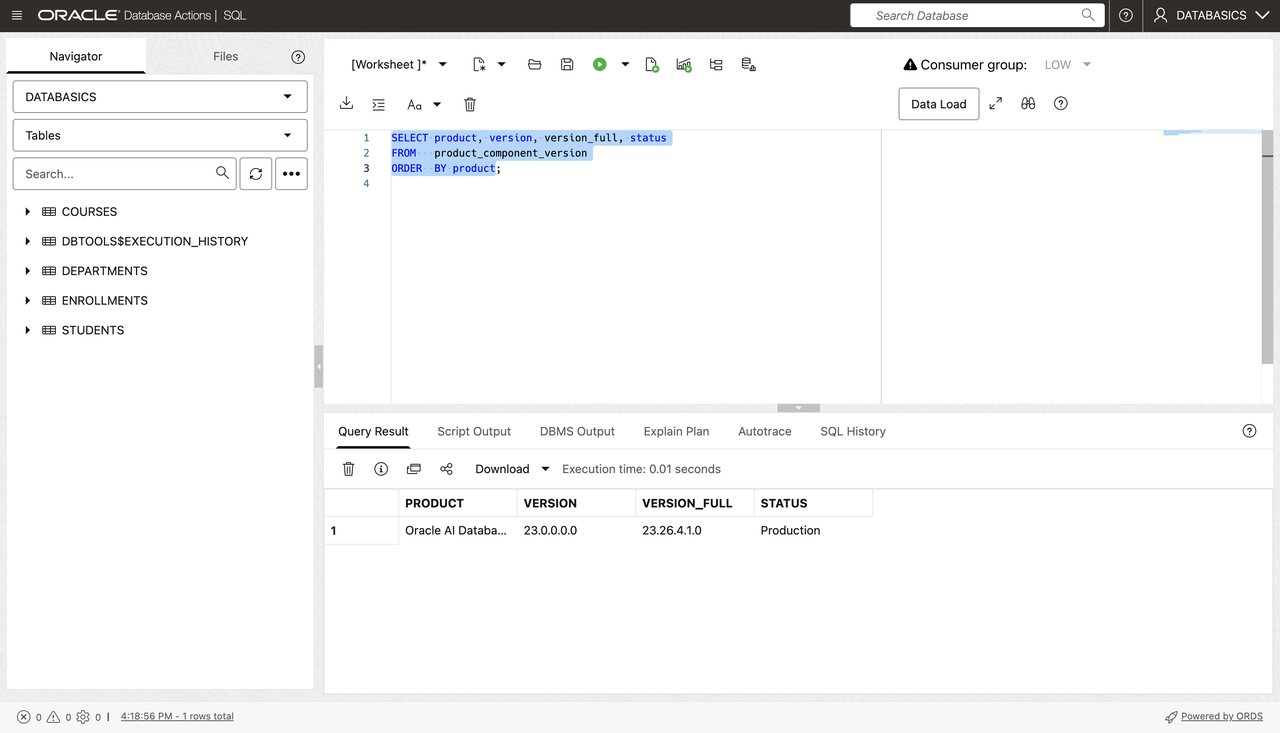 ORACLE Database Actions | SQL
Search Database
DATABASICS
Navigator
Files
DATABASICS
Tables
Search...
COURSES
DBTOOLS$EXECUTION_HISTORY
DEPARTMENTS
ENROLLMENTS
STUDENTS
[Worksheet ]*
Consumer group:
LOW
Aa
Data Load
1 SELECT product, version, version_full, status
2 FROM product_component_version
3 ORDER BY product;
4
Query Result
Script Output
DBMS Output
Explain Plan
Autotrace
SQL History
Download
Execution time: 0.01 seconds
PRODUCT VERSION VERSION_FULL STATUS
1 Oracle AI Databa... 23.0.0.0.0 23.26.4.1.0 Production
0 0 0 | 4:18:56 PM - 1 rows total
Powered by ORDS